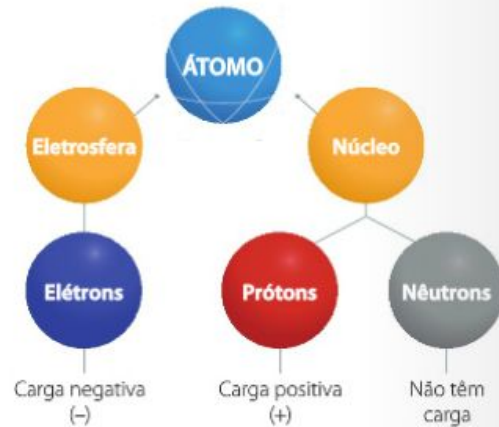 ÁTOMO
Eletrosfera
Núcleo
Elétrons
Prótons
Nêutrons
Carga negativa
(–)
Carga positiva
(+)
Não têm
carga